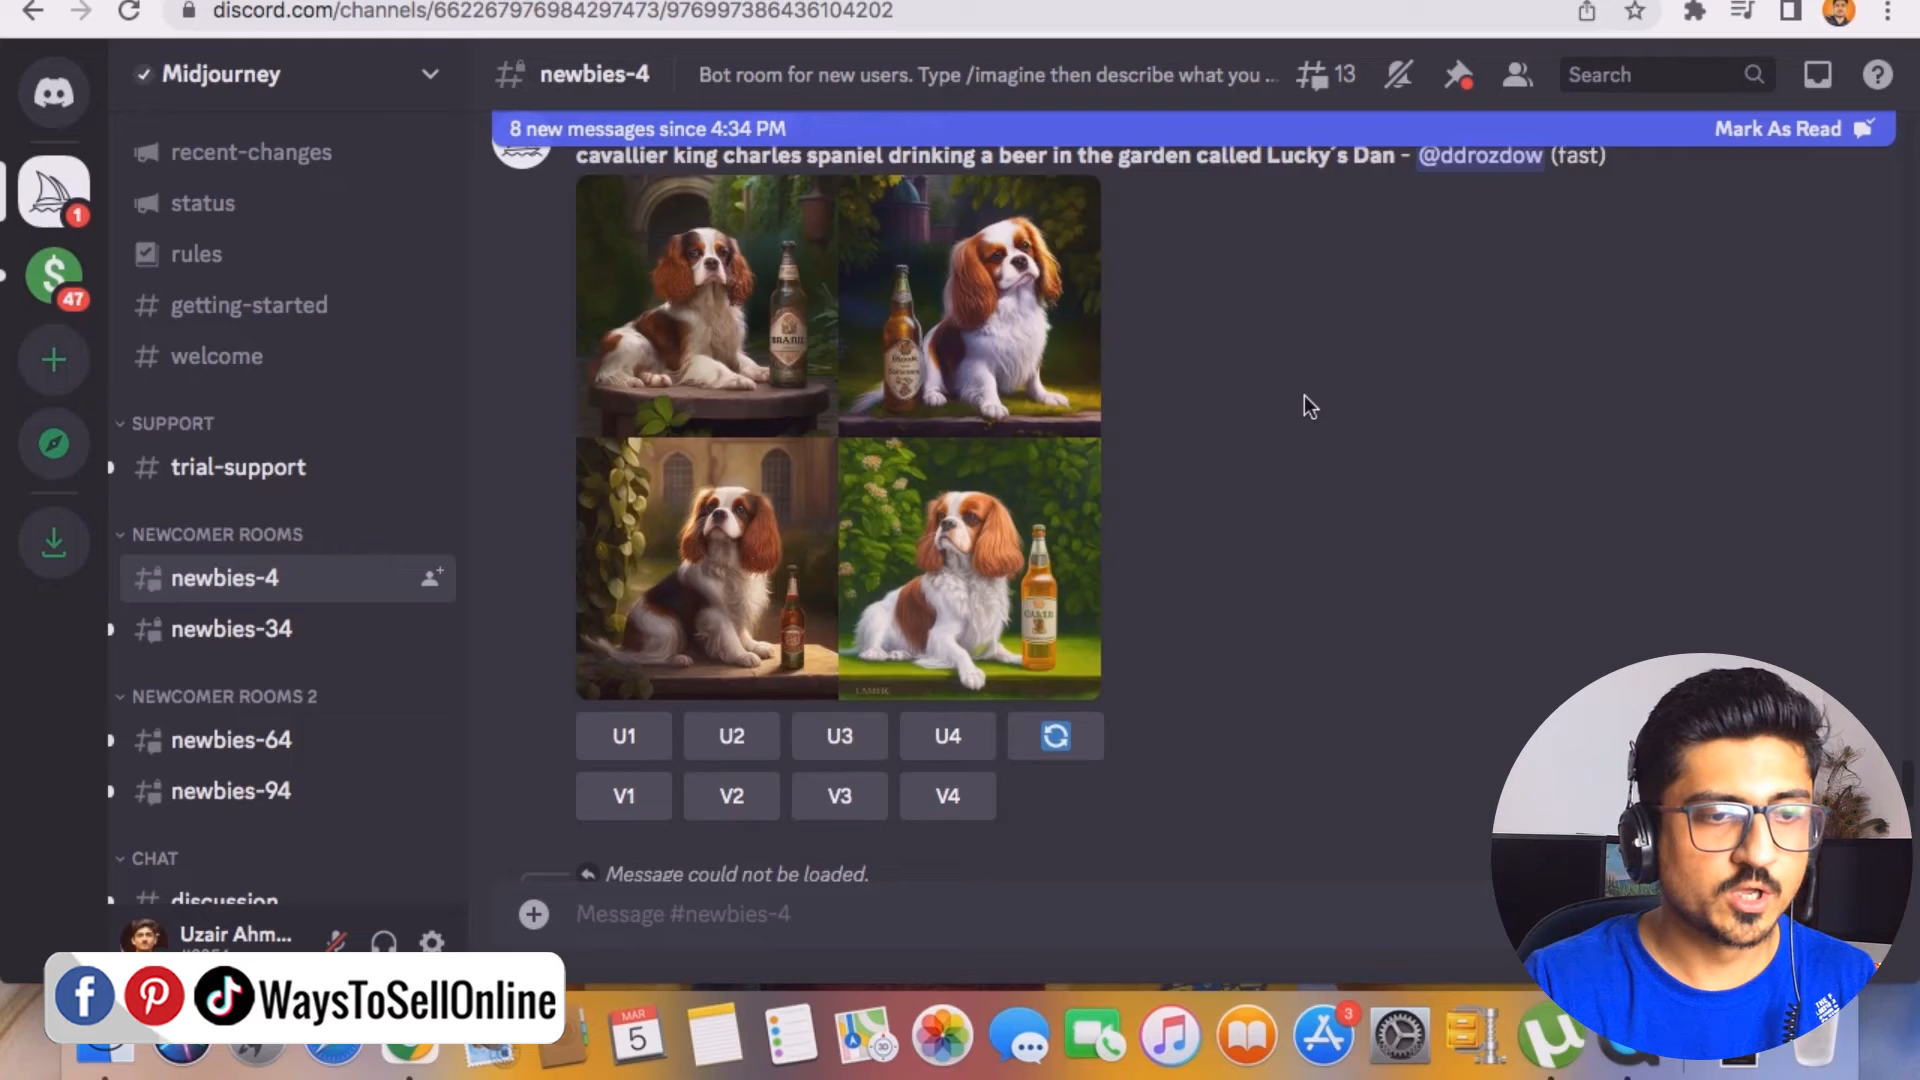 discord.com/channels/662267976984297473/976997386436104202
Midjourney
newbies-4
Bot room for new users. Type /imagine then describe what you ...
13
Search
8 new messages since 4:34 PM
Mark As Read
cavallier king charles spaniel drinking a beer in the garden called Lucky´s Dan - @ddrozdow (fast)
recent-changes
status
rules
getting-started
welcome
1
47
SUPPORT
trial-support
NEWCOMER ROOMS
newbies-4
newbies-34
NEWCOMER ROOMS 2
newbies-64
newbies-94
CHAT
discussion
U1
U2
U3
U4
V1
V2
V3
V4
Message could not be loaded.
Message #newbies-4
Uzair Ahm...
WaysToSellOnline
MAR
5
3